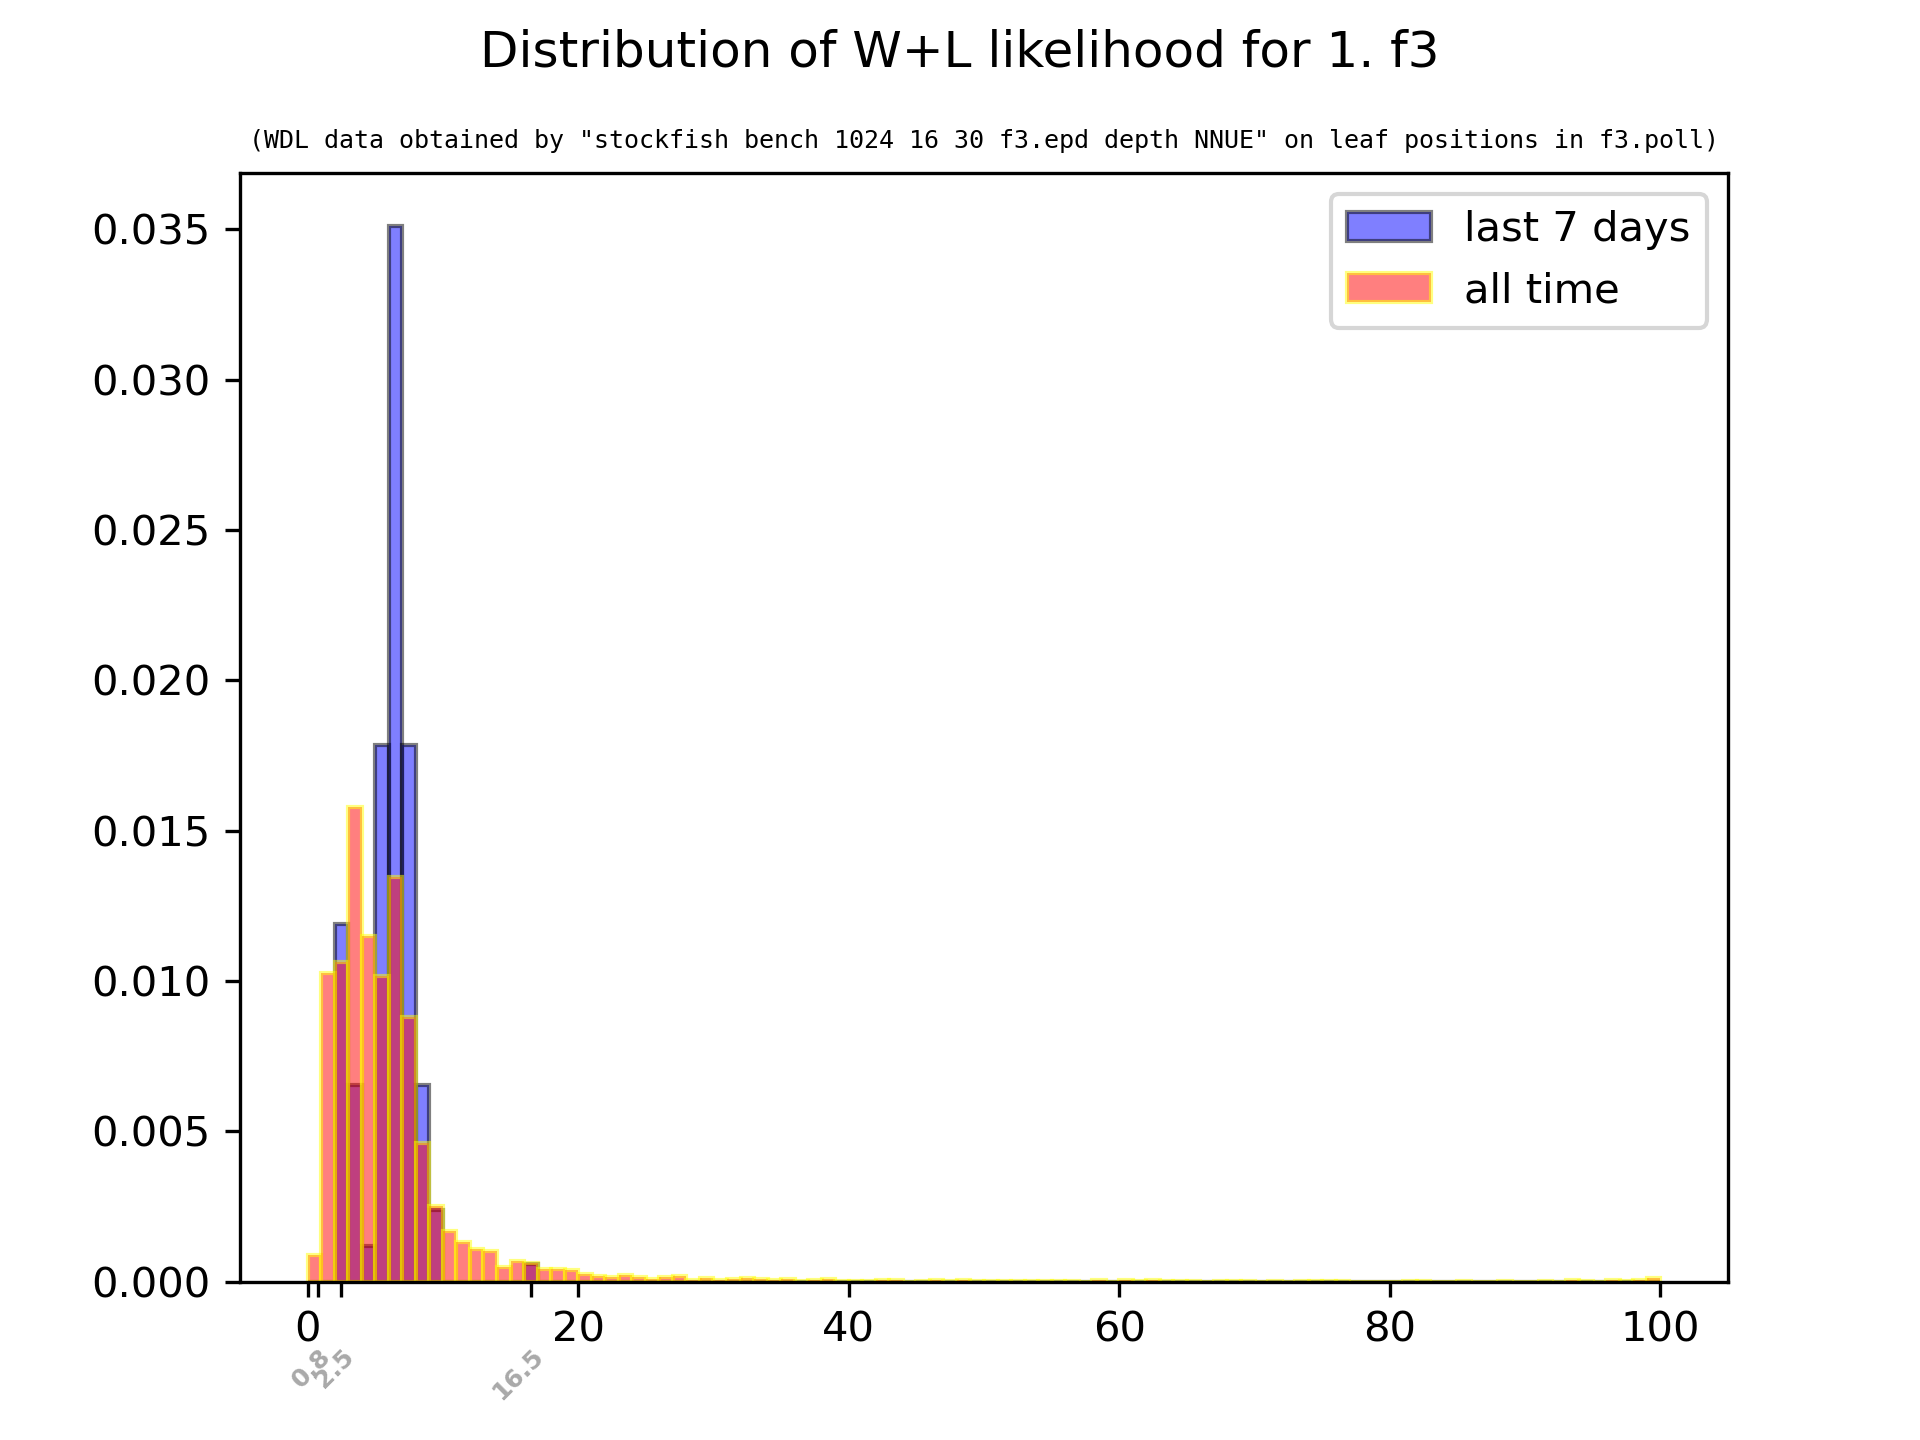 Distribution of W+L likelihood for 1. f3
(WDL data obtained by "stockfish bench 1024 16 30 f3.epd depth NNUE" on leaf positions in f3.poll)
last 7 days
all time
0.035
0.030
0.025
0.020
0.015
0.010
0.005
0.000
0 20 40 60 80 100
0.8 2.5 16.5